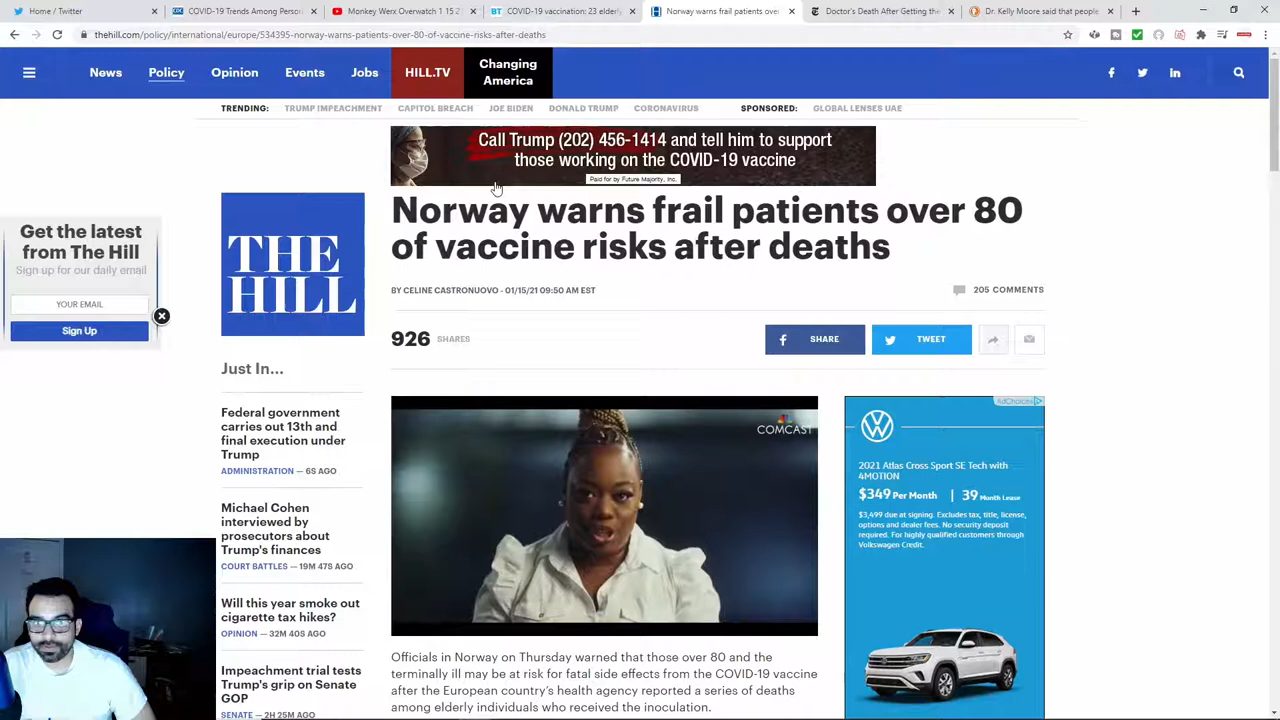 Home / Twitter
COVID-19 Trends Among Person
Monkey Werx Overwatch 1 15 2
COVID-19 vaccination: 23 elderly
Norway warns frail patients over
Doctor's Death After Getting the
Dr. Kelly Moore said that people
thehill.com/policy/international/europe/534395-norway-warns-patients-over-80-of-vaccine-risks-after-deaths
News
Policy
Opinion
Events
Jobs
HILL.TV
Changing
America
TRENDING:
TRUMP IMPEACHMENT
CAPITOL BREACH
JOE BIDEN
DONALD TRUMP
CORONAVIRUS
SPONSORED:
GLOBAL LENSES UAE
Call Trump (202) 456-1414 and tell him to support
those working on the COVID-19 vaccine
Paid for by Future Majority, Inc.
Norway warns frail patients over 80
of vaccine risks after deaths
BY CELINE CASTRONUOVO - 01/15/21 09:50 AM EST
205 COMMENTS
926 SHARES
SHARE
TWEET
Get the latest
from The Hill
Sign up for our daily email
YOUR EMAIL
Sign Up
THE
HILL
Just In...
Federal government
carries out 13th and
final execution under
Trump
ADMINISTRATION — 6S AGO
Michael Cohen
interviewed by
prosecutors about
Trump's finances
COURT BATTLES — 19M 47S AGO
Will this year smoke out
cigarette tax hikes?
OPINION — 32M 40S AGO
Impeachment trial tests
Trump's grip on Senate
GOP
SENATE — 2H 25M AGO
COMCAST
Officials in Norway on Thursday warned that those over 80 and the
terminally ill may be at risk for fatal side effects from the COVID-19 vaccine
after the European country's health agency reported a series of deaths
among elderly individuals who received the inoculation.
AdChoices
2021 Atlas Cross Sport SE Tech with
4MOTION
$349 Per Month | 39 Month Lease
$3,499 due at signing. Excludes tax, title, license,
options and dealer fees. No security deposit
required. For highly qualified customers through
Volkswagen Credit.